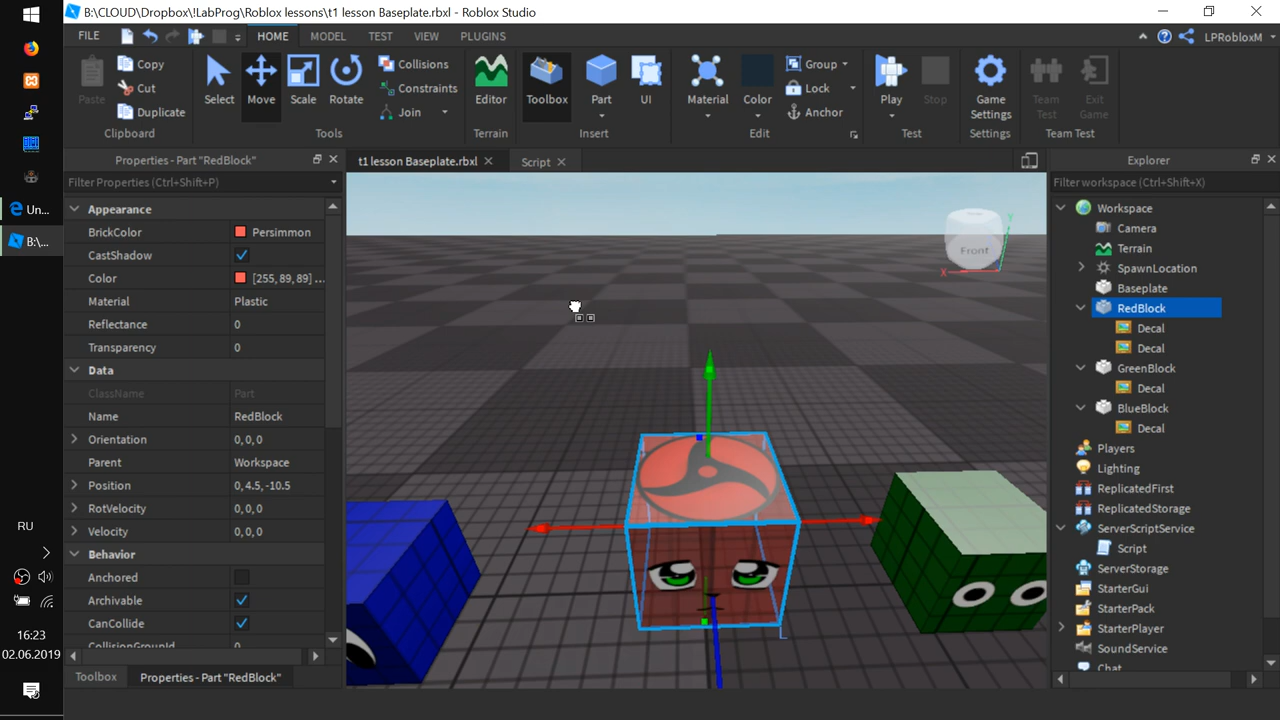 B:\CLOUD\Dropbox\!LabProg\Roblox lessons\t1 lesson Baseplate.rbxl - Roblox Studio
FILE HOME MODEL TEST VIEW PLUGINS LPRobloxM
Paste Copy Cut Duplicate
Clipboard
Select Move Scale Rotate Collisions Constraints Join
Tools
Editor
Terrain
Toolbox Part UI
Insert
Material Color Group Lock Anchor
Edit
Play Stop
Test
Game Settings
Settings
Team Test Exit Game
Team Test
Properties - Part "RedBlock"
Filter Properties (Ctrl+Shift+P)
Appearance
BrickColor Persimmon
CastShadow
Color [255,89,89] ...
Material Plastic
Reflectance 0
Transparency 0
Data
ClassName Part
Name RedBlock
Orientation 0, 0, 0
Parent Workspace
Position 0, 4.5, -10.5
RotVelocity 0, 0, 0
Velocity 0, 0, 0
Behavior
Anchored
Archivable
CanCollide
CollisionGroupId 0
Toolbox Properties - Part "RedBlock"
t1 lesson Baseplate.rbxl Script
Front
X
Y
L
Explorer
Filter workspace (Ctrl+Shift+X)
Workspace
Camera
Terrain
SpawnLocation
Baseplate
RedBlock
Decal
Decal
GreenBlock
Decal
BlueBlock
Decal
Players
Lighting
ReplicatedFirst
ReplicatedStorage
ServerScriptService
Script
ServerStorage
StarterGui
StarterPack
StarterPlayer
SoundService
Chat
Un...
B:\...
RU
16:23
02.06.2019